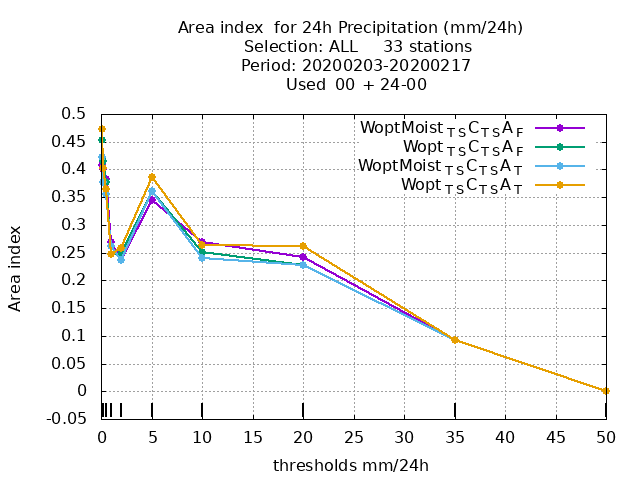 Area index  for 24h Precipitation (mm/24h)
Selection: ALL     33 stations
Period: 20200203-20200217
Used  00  + 24-00
WoptMoist TS C TS A F
Wopt TS C TS A F
WoptMoist TS C TS A T
Wopt TS C TS A T
0.5
0.45
0.4
0.35
0.3
0.25
0.2
0.15
0.1
0.05
0
-0.05
Area index
0 5 10 15 20 25 30 35 40 45 50
thresholds mm/24h